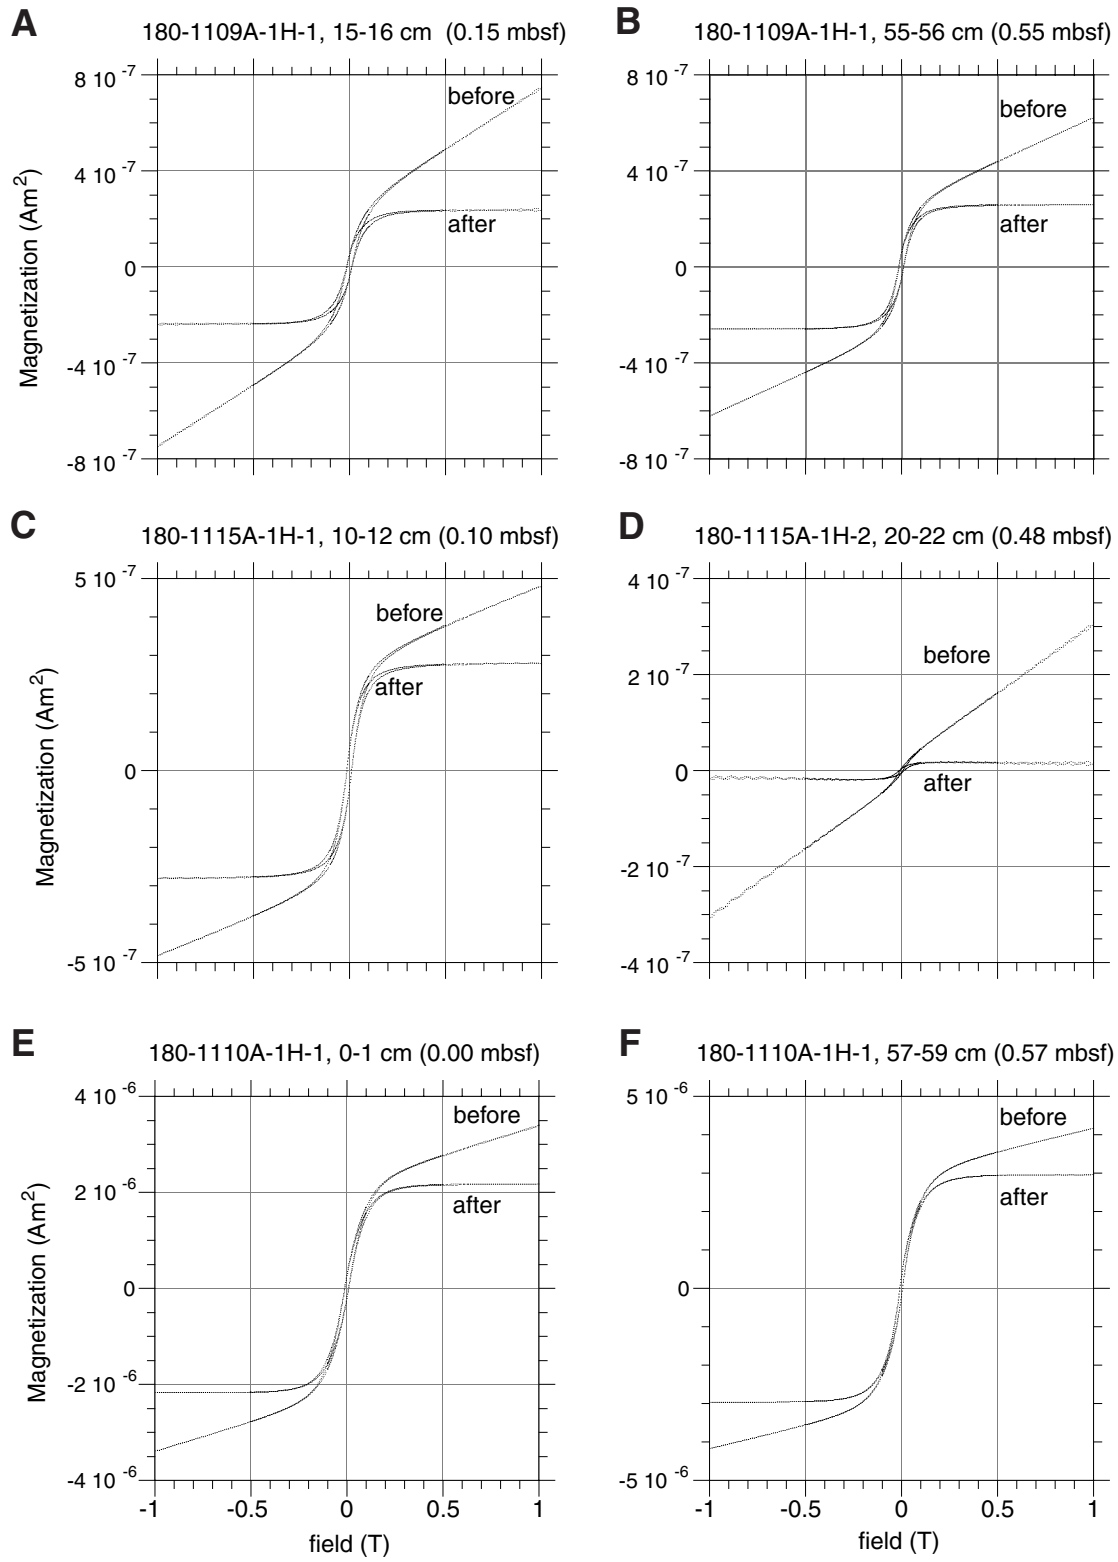 A
180-1109A-1H-1, 15-16 cm (0.15 mbsf)
8 10 -7
4 10 -7
0
-4 10 -7
-8 10 -7
Magnetization (Am2)
before
after
B
180-1109A-1H-1, 55-56 cm (0.55 mbsf)
8 10 -7
4 10 -7
0
-4 10 -7
-8 10 -7
before
after
C
180-1115A-1H-1, 10-12 cm (0.10 mbsf)
5 10 -7
0
-5 10 -7
Magnetization (Am2)
before
after
D
180-1115A-1H-2, 20-22 cm (0.48 mbsf)
4 10 -7
2 10 -7
0
-2 10 -7
-4 10 -7
before
after
E
180-1110A-1H-1, 0-1 cm (0.00 mbsf)
4 10 -6
2 10 -6
0
-2 10 -6
-4 10 -6
Magnetization (Am2)
before
after
-1 -0.5 0 0.5 1
field (T)
F
180-1110A-1H-1, 57-59 cm (0.57 mbsf)
5 10 -6
0
-5 10 -6
before
after
-1 -0.5 0 0.5 1
field (T)